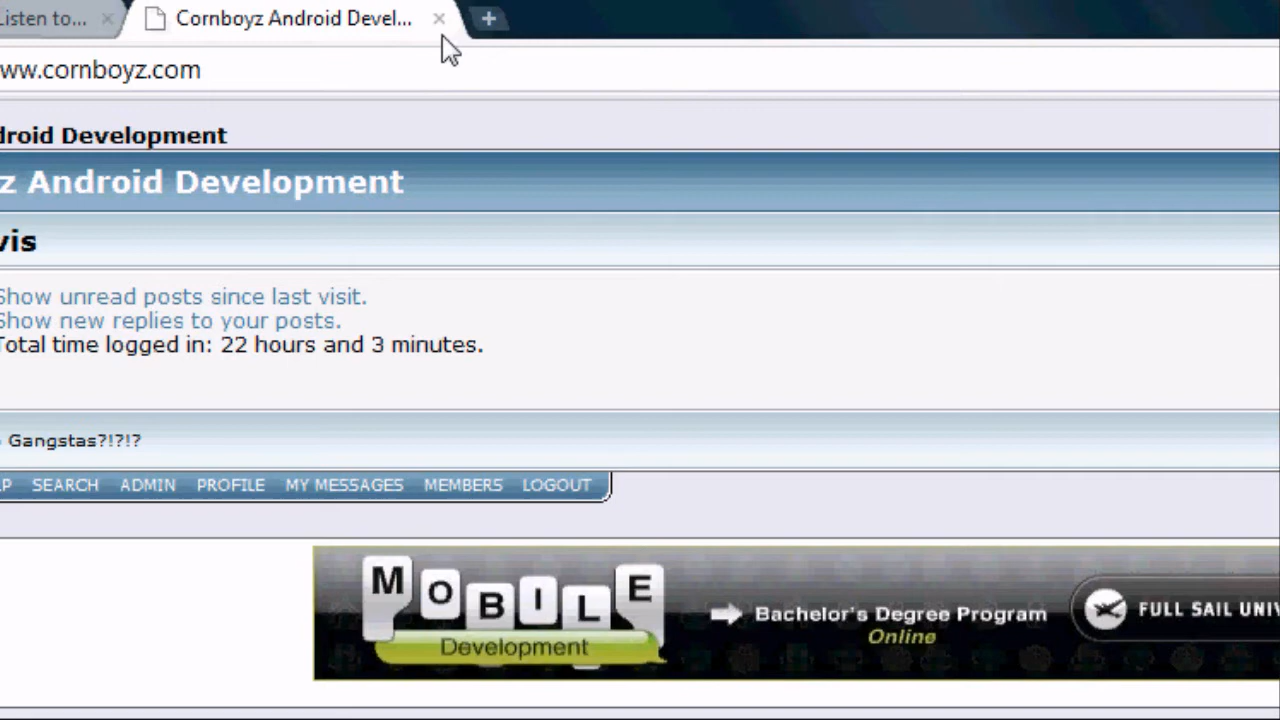 Listen to...
Cornboyz Android Devel...
ww.cornboyz.com
droid Development
z Android Development
vis
Show unread posts since last visit.
Show new replies to your posts.
Total time logged in: 22 hours and 3 minutes.
Gangstas?!?!?
LP SEARCH ADMIN PROFILE MY MESSAGES MEMBERS LOGOUT
MOBILE
Development
Bachelor's Degree Program
Online
FULL SAIL UNIV